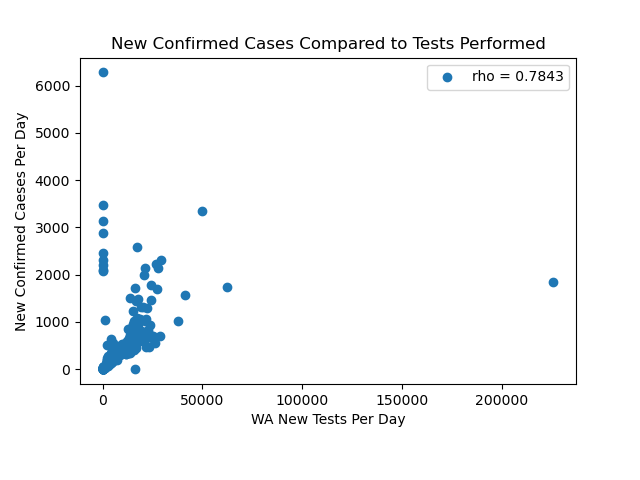 New Confirmed Cases Compared to Tests Performed
rho = 0.7843
6000
5000
4000
3000
2000
1000
0
New Confirmed Caeses Per Day
0 50000 100000 150000 200000
WA New Tests Per Day